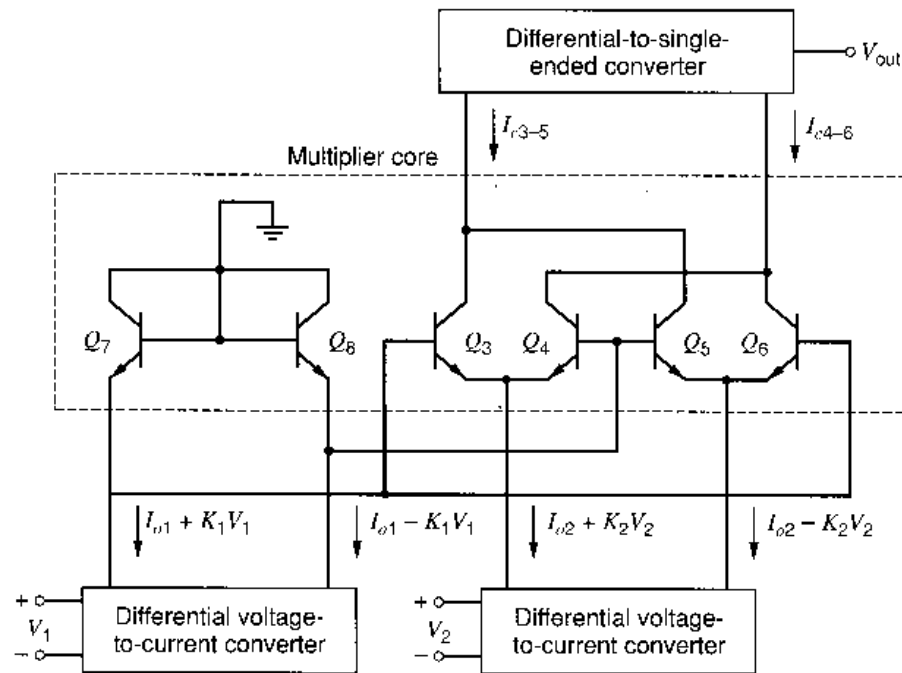 Differential-to-single-
ended converter
V_out
I_c3–5
I_c4–6
Multiplier core
Q_7
Q_8
Q_3
Q_4
Q_5
Q_6
I_o1 + K_1V_1
I_o1 − K_1V_1
I_o2 + K_2V_2
I_o2 − K_2V_2
+
V_1
−
Differential voltage-
to-current converter
+
V_2
−
Differential voltage-
to-current converter